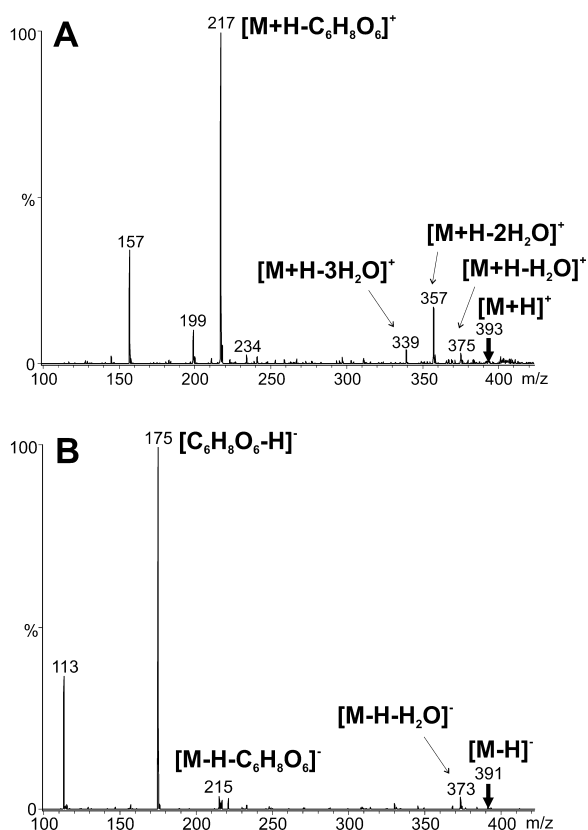 A
100
217 [M+H-C₆H₈O₆]⁺
%
157
[M+H-2H₂O]⁺
[M+H-3H₂O]⁺
[M+H-H₂O]⁺
357
[M+H]⁺
199
393
339
375
234
0
100 150 200 250 300 350 400 m/z
B
100
175 [C₆H₈O₆-H]⁻
%
113
[M-H-H₂O]⁻
[M-H-C₆H₈O₆]⁻
[M-H]⁻
391
215
373
0
100 150 200 250 300 350 400 m/z